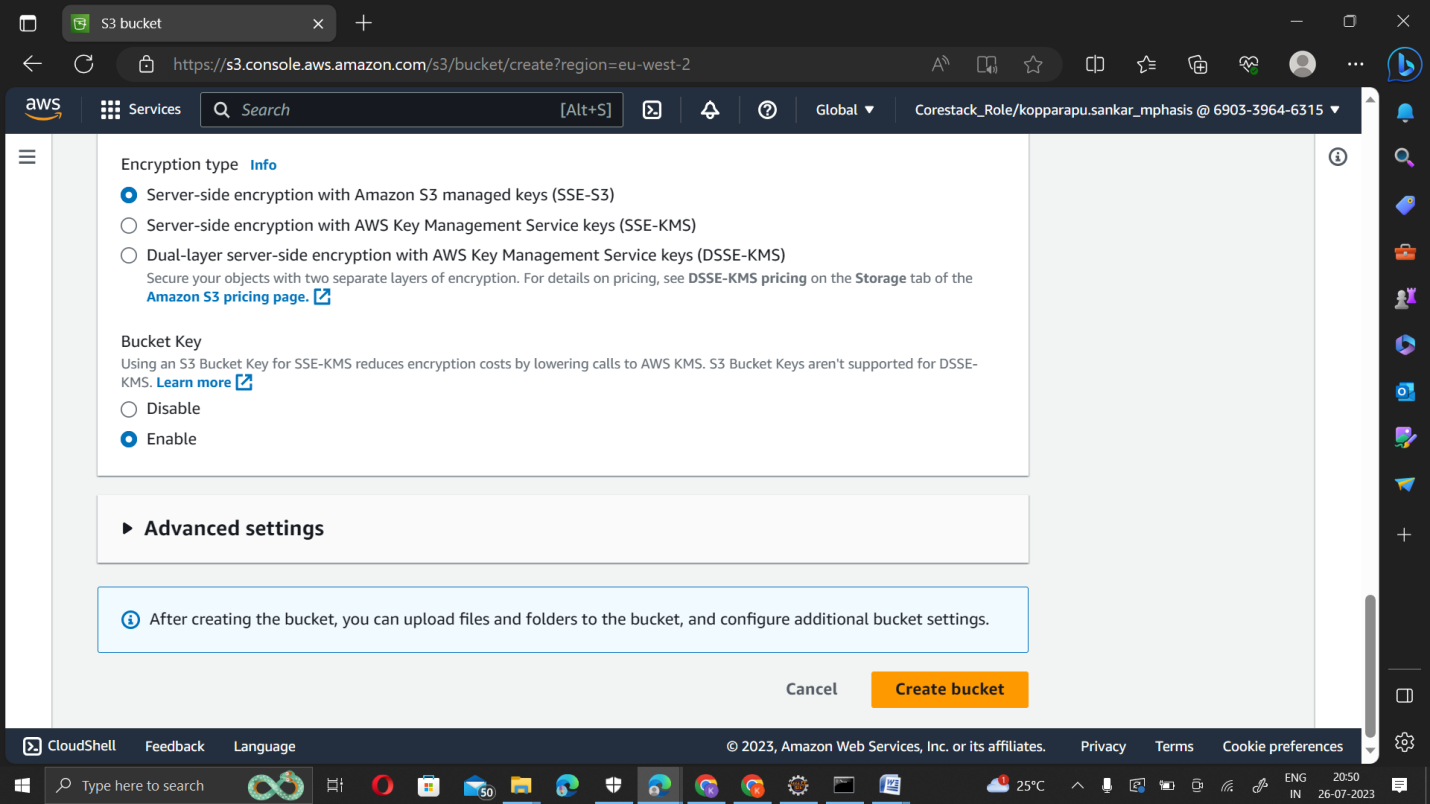 S3 bucket
https://s3.console.aws.amazon.com/s3/bucket/create?region=eu-west-2
aws
Services
Search
[Alt+S]
Global
Corestack_Role/kopparapu.sankar_mphasis @ 6903-3964-6315
Encryption type Info
Server-side encryption with Amazon S3 managed keys (SSE-S3)
Server-side encryption with AWS Key Management Service keys (SSE-KMS)
Dual-layer server-side encryption with AWS Key Management Service keys (DSSE-KMS)
Secure your objects with two separate layers of encryption. For details on pricing, see DSSE-KMS pricing on the Storage tab of the
Amazon S3 pricing page.
Bucket Key
Using an S3 Bucket Key for SSE-KMS reduces encryption costs by lowering calls to AWS KMS. S3 Bucket Keys aren't supported for DSSE-
KMS. Learn more
Disable
Enable
Advanced settings
After creating the bucket, you can upload files and folders to the bucket, and configure additional bucket settings.
Cancel
Create bucket
CloudShell
Feedback
Language
© 2023, Amazon Web Services, Inc. or its affiliates.
Privacy
Terms
Cookie preferences
Type here to search
50
1
25°C
ENG
IN
20:50
26-07-2023